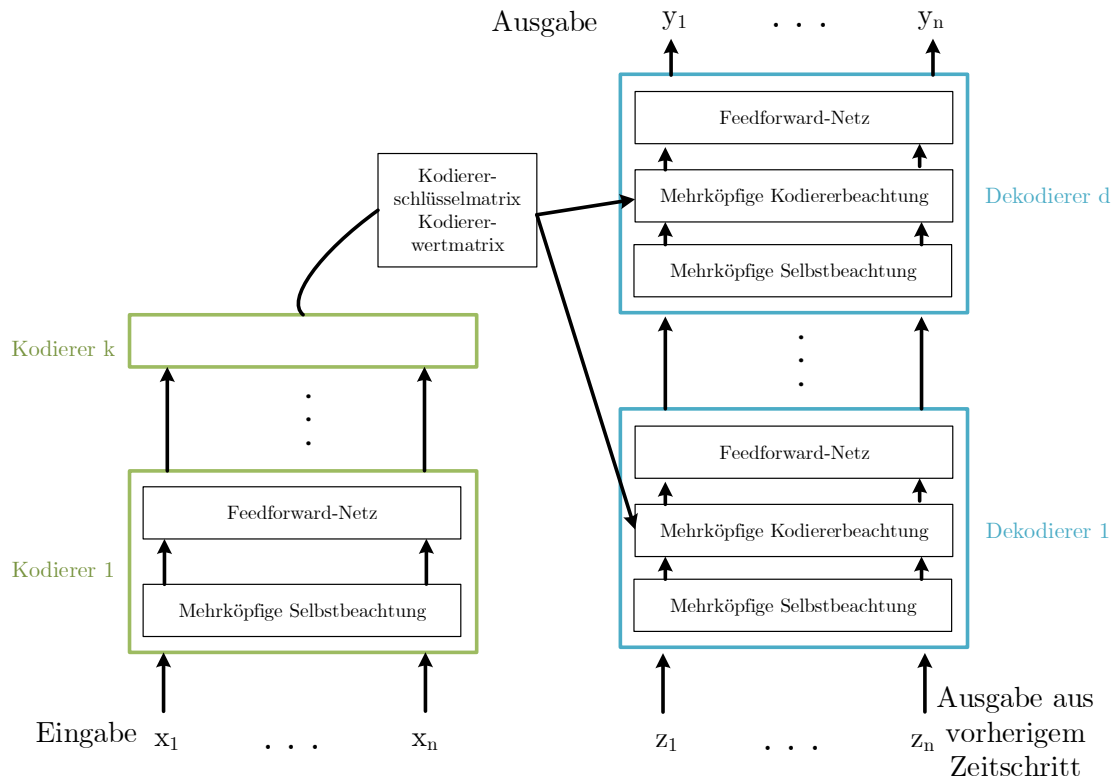 Ausgabe
y₁ . . . yₙ
Feedforward-Netz
Mehrköpfige Kodiererbeachtung
Mehrköpfige Selbstbeachtung
Dekodierer d
Kodierer-
schlüsselmatrix
Kodierer-
wertmatrix
Kodierer k
Feedforward-Netz
Mehrköpfige Selbstbeachtung
Kodierer 1
Feedforward-Netz
Mehrköpfige Kodiererbeachtung
Mehrköpfige Selbstbeachtung
Dekodierer 1
Eingabe
x₁ . . . xₙ
z₁ . . . zₙ
Ausgabe aus
vorherigem
Zeitschritt